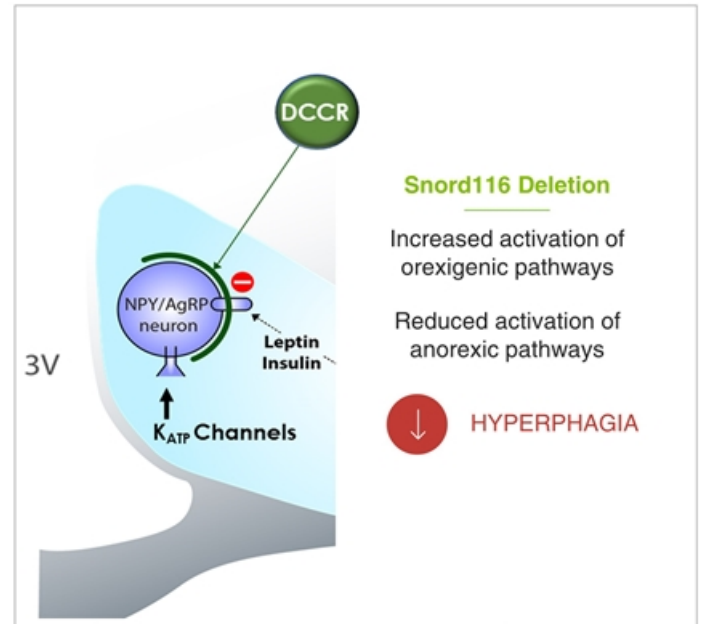 DCCR
NPY/AgRP
neuron
Leptin
Insulin
3V
KATP Channels
Snord116 Deletion
Increased activation of
orexigenic pathways
Reduced activation of
anorexic pathways
↓ HYPERPHAGIA